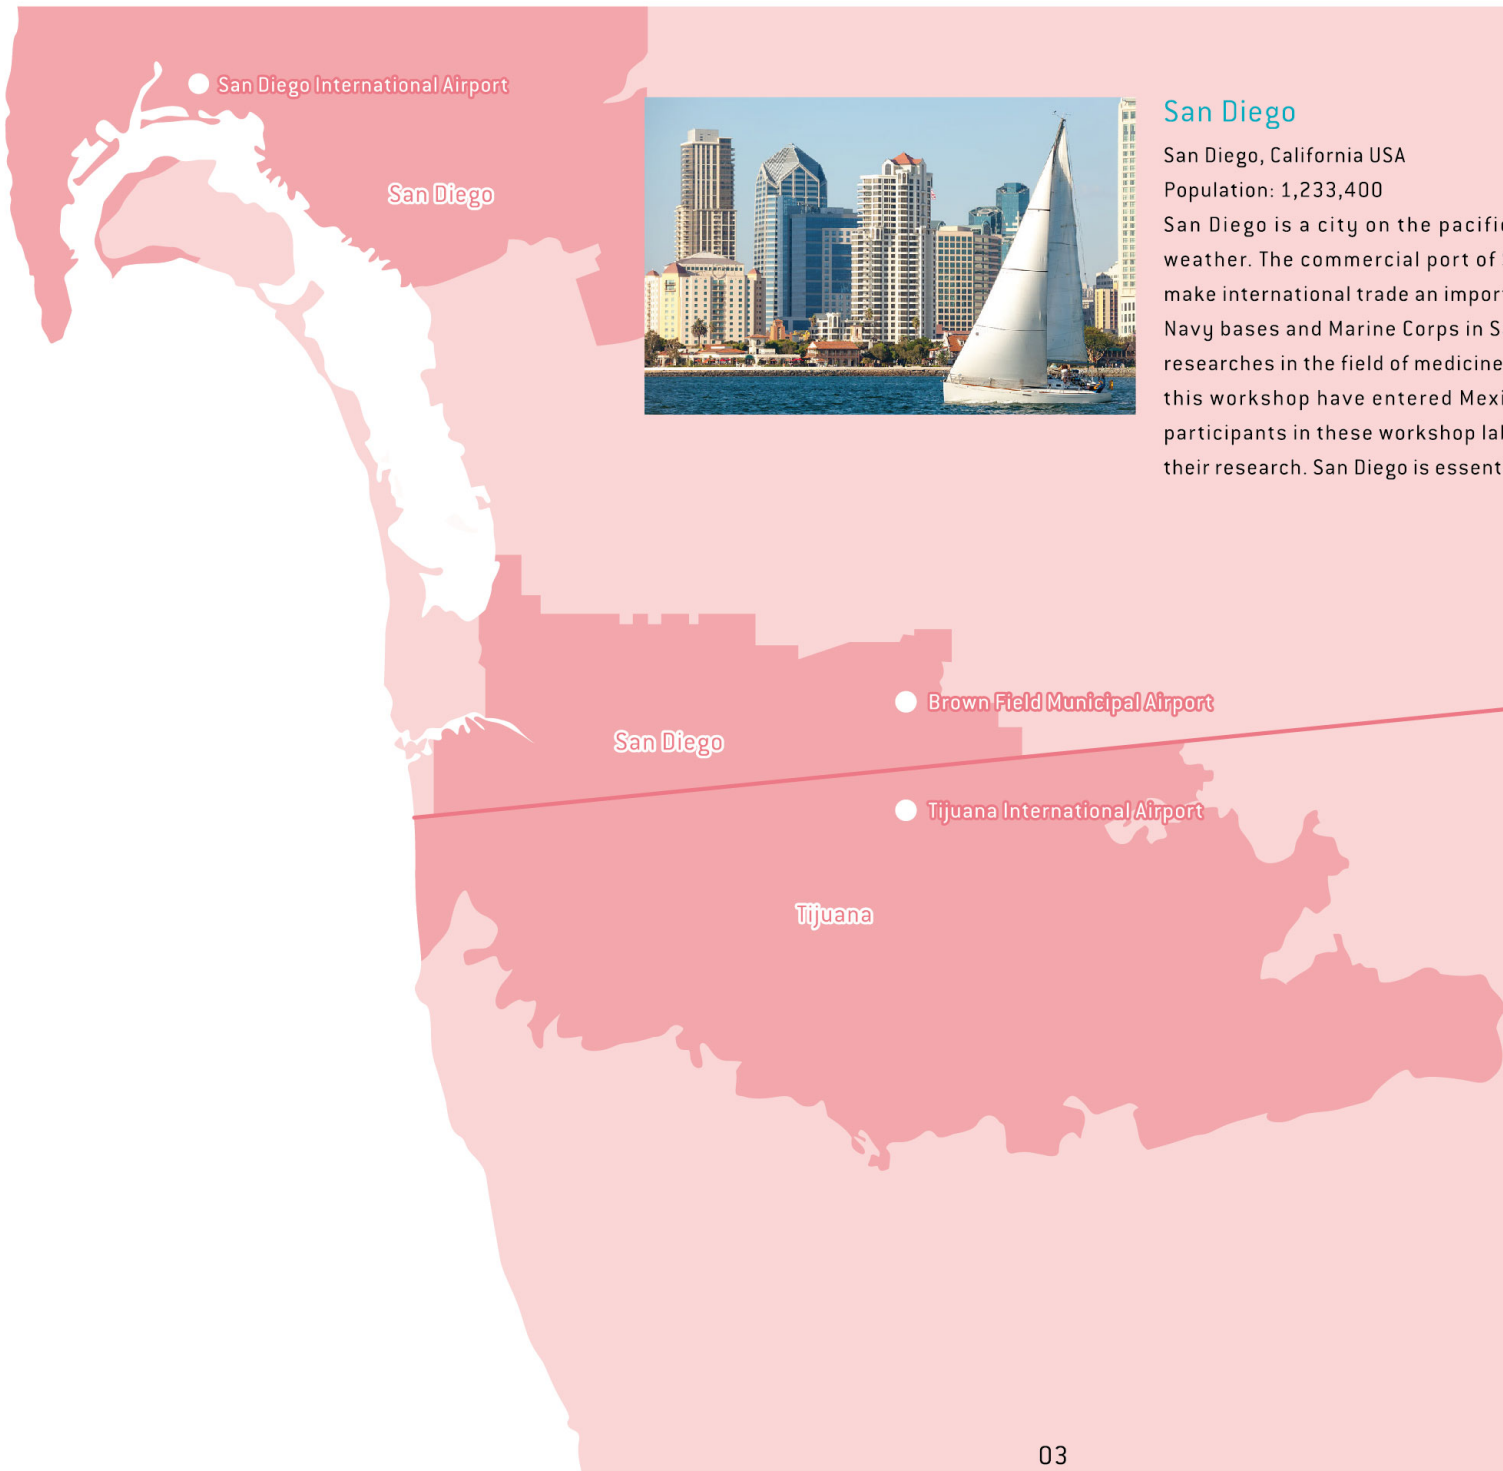 San Diego International Airport
San Diego
San Diego
San Diego, California USA
Population: 1,233,400
San Diego is a city on the pacific
weather. The commercial port of
make international trade an import
Navy bases and Marine Corps in S
researches in the field of medicine
this workshop have entered Mexi
participants in these workshop lal
their research. San Diego is essent
Brown Field Municipal Airport
San Diego
Tijuana International Airport
Tijuana
03